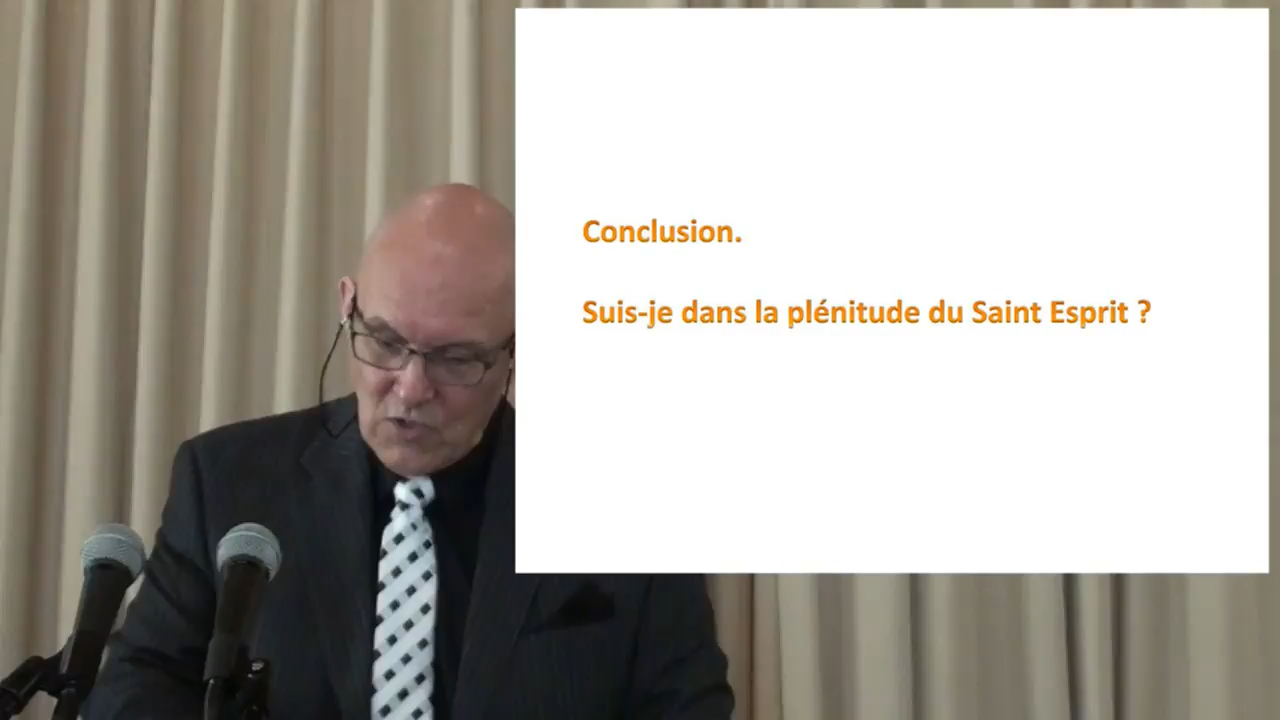 Conclusion.
Suis-je dans la plénitude du Saint Esprit ?